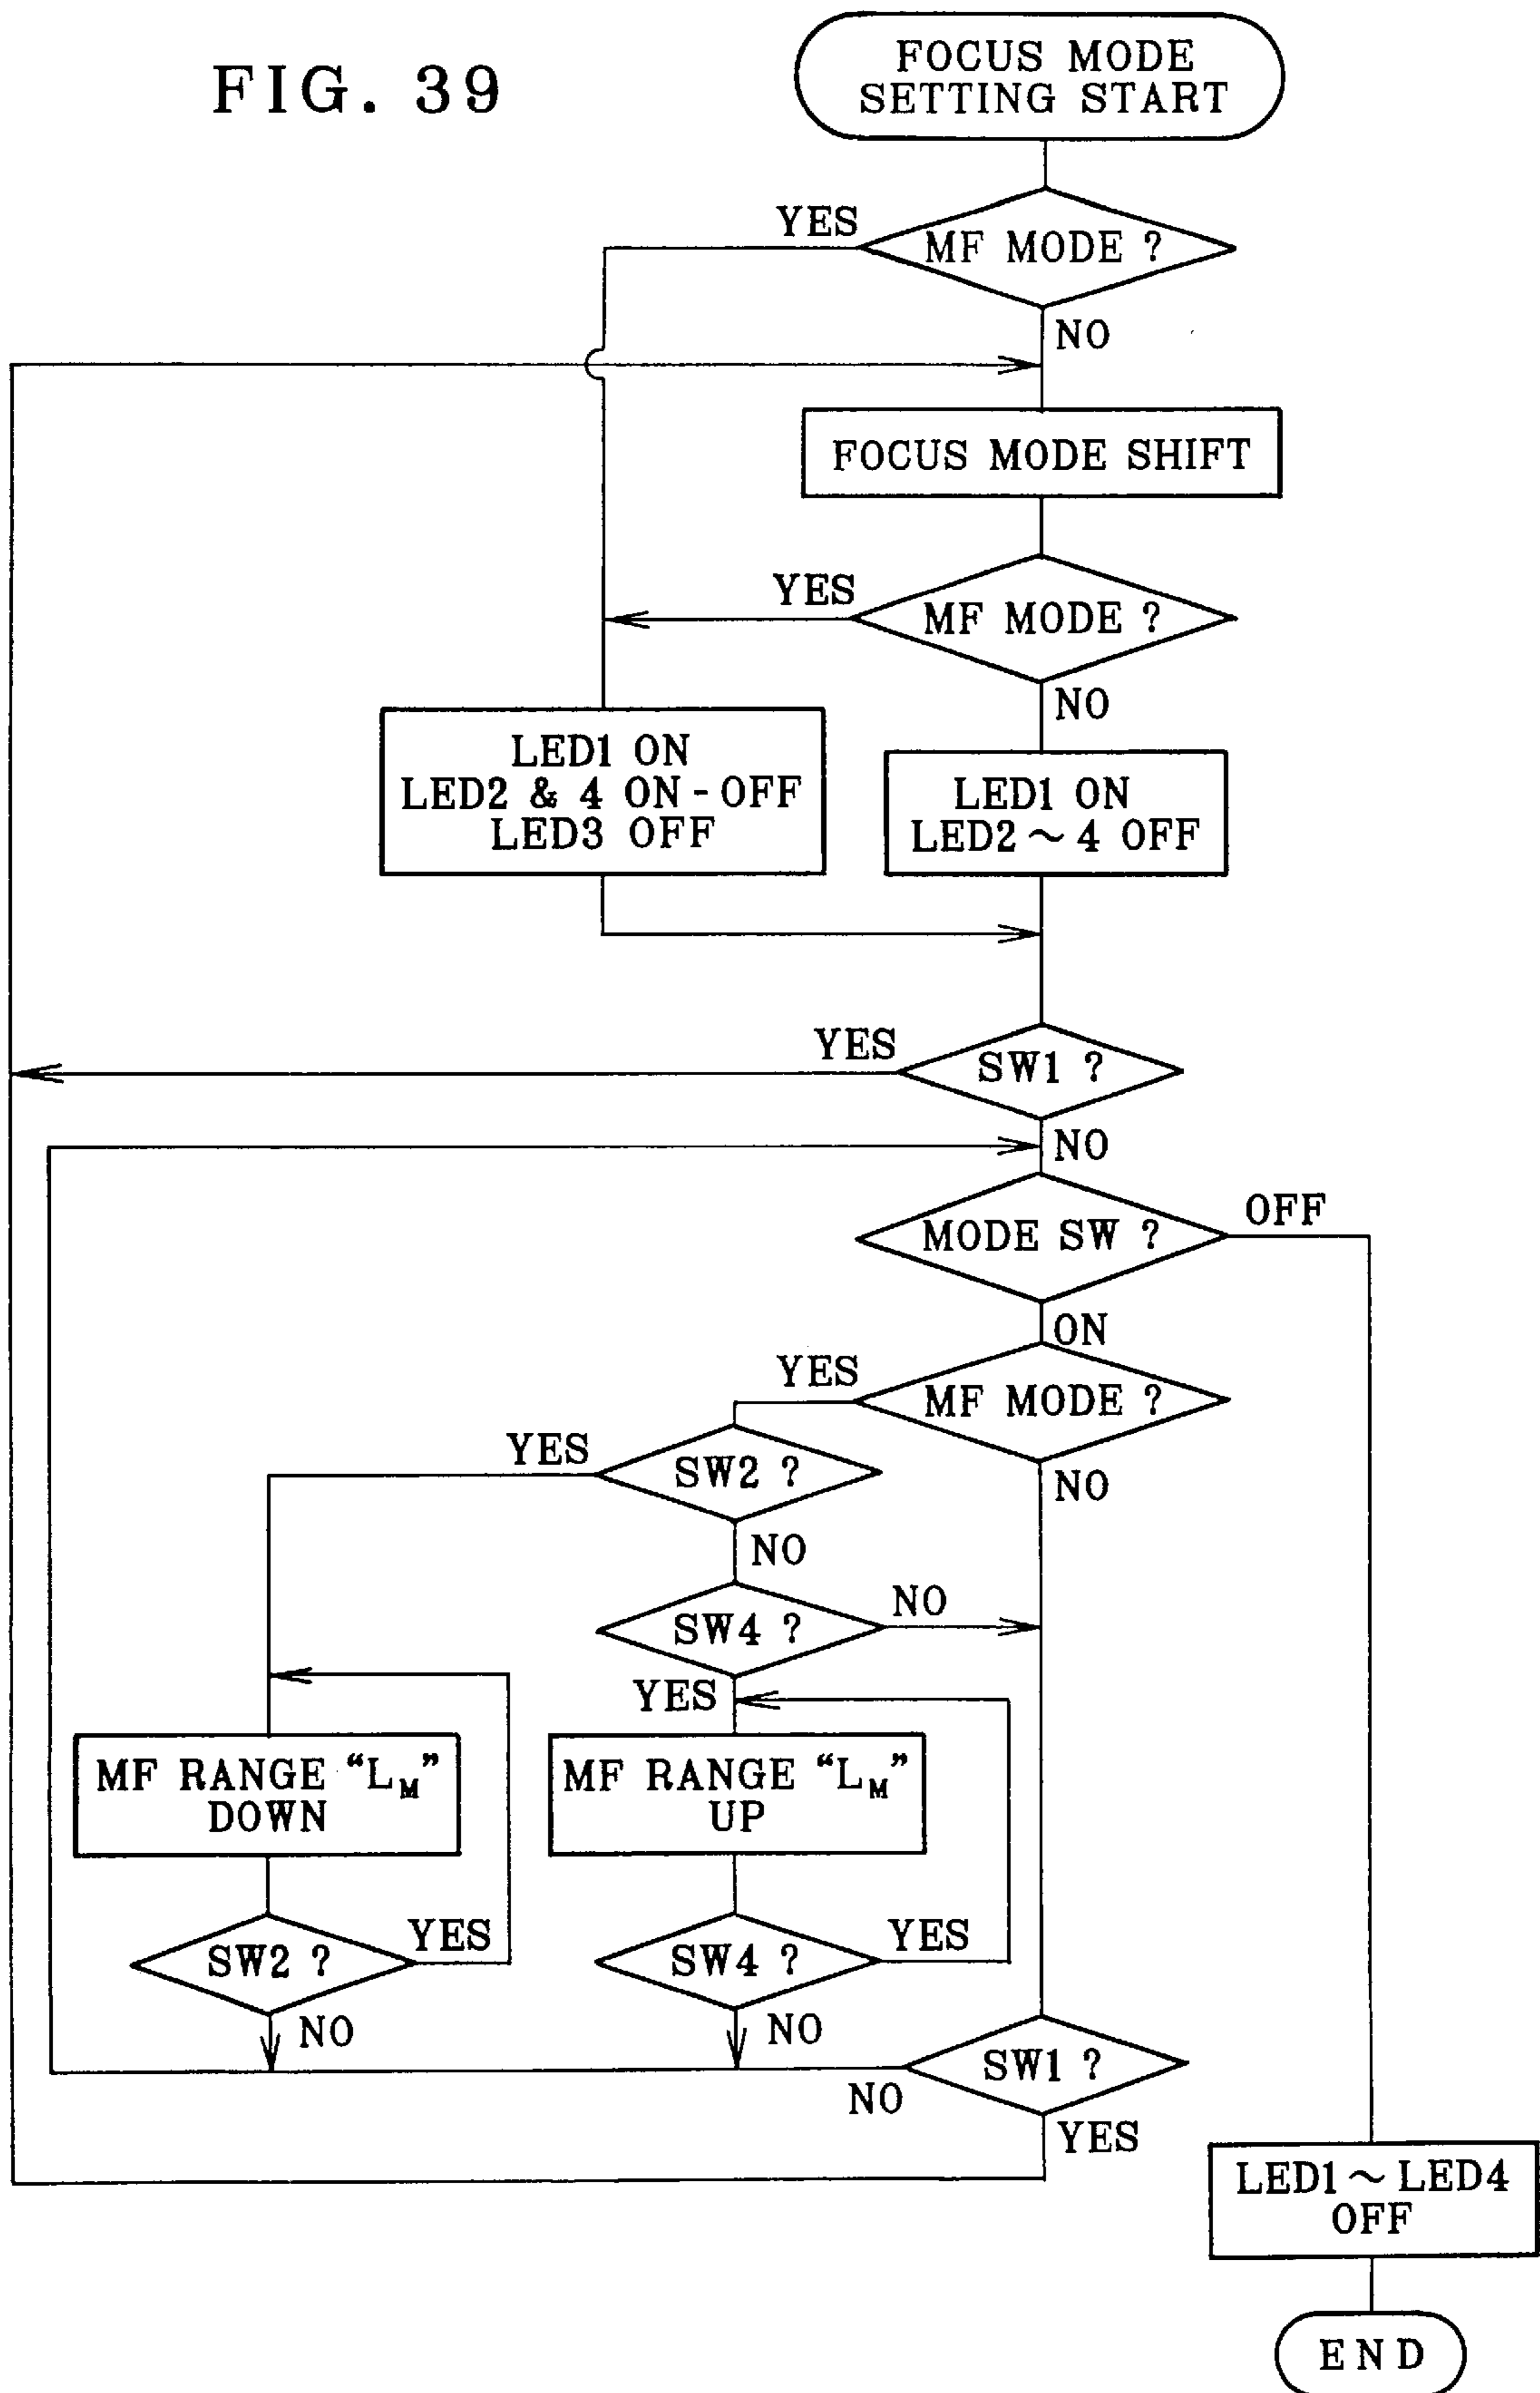 FIG. 39
FOCUS MODE
SETTING START
YES
MF MODE ?
NO
FOCUS MODE SHIFT
YES
MF MODE ?
NO
LED1 ON
LED2 & 4 ON-OFF
LED3 OFF
LED1 ON
LED2 ~ 4 OFF
YES
SW1 ?
NO
MODE SW ?
OFF
ON
YES
MF MODE ?
NO
YES
SW2 ?
NO
SW4 ?
NO
YES
MF RANGE “L_M”
DOWN
MF RANGE “L_M”
UP
SW2 ?
YES
NO
SW4 ?
YES
NO
SW1 ?
NO
YES
LED1 ~ LED4
OFF
END